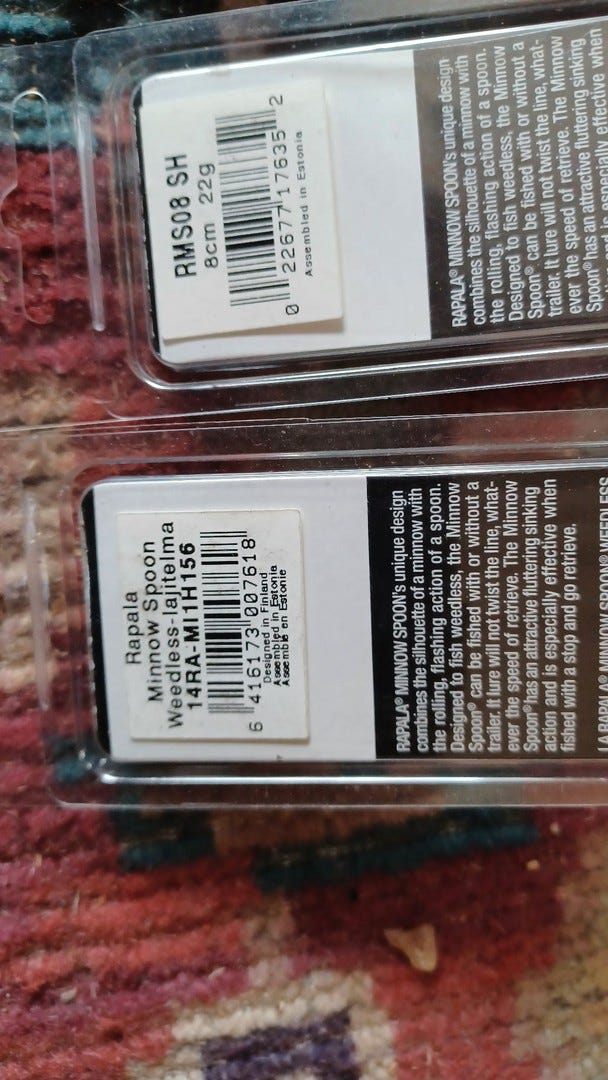 RMS08 SH
8cm 22g
0 22677 17635 2
Assembled in Estonia
RAPALA® MINNOW SPOON's unique design
combines the silhouette of a minnow with
the rolling, flashing action of a spoon.
Designed to fish weedless, the Minnow
Spoon® can be fished with or without a
trailer. It lure will not twist the line, what-
ever the speed of retrieve. The Minnow
Spoon® has an attractive fluttering sinking
especially effective when
Rapala
Minnow Spoon
Weedless-lajitelma
14RA-MI1H156
6 416173 007618
Designed in Finland
Assembled in Estonia
Assemble en Estonie
RAPALA® MINNOW SPOON's unique design
combines the silhouette of a minnow with
the rolling, flashing action of a spoon.
Designed to fish weedless, the Minnow
Spoon® can be fished with or without a
trailer. It ure will not twist the line, what-
ever the speed of retrieve. The Minnow
Spoon® has an attractive fluttering sinking
action and is especially effective when
fished with a stop and go retrieve.
LA RAPALA® MINNOW SPOON®